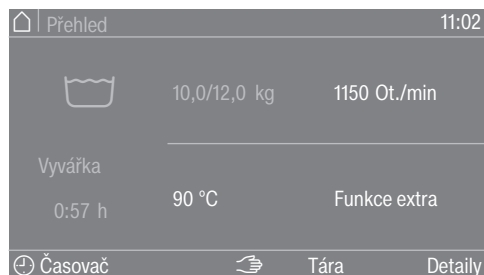 Přehled 11:02
10,0/12,0 kg 1150 Ot./min
Vyvářka
0:57 h
90 °C Funkce extra
Časovač Tára Detaily